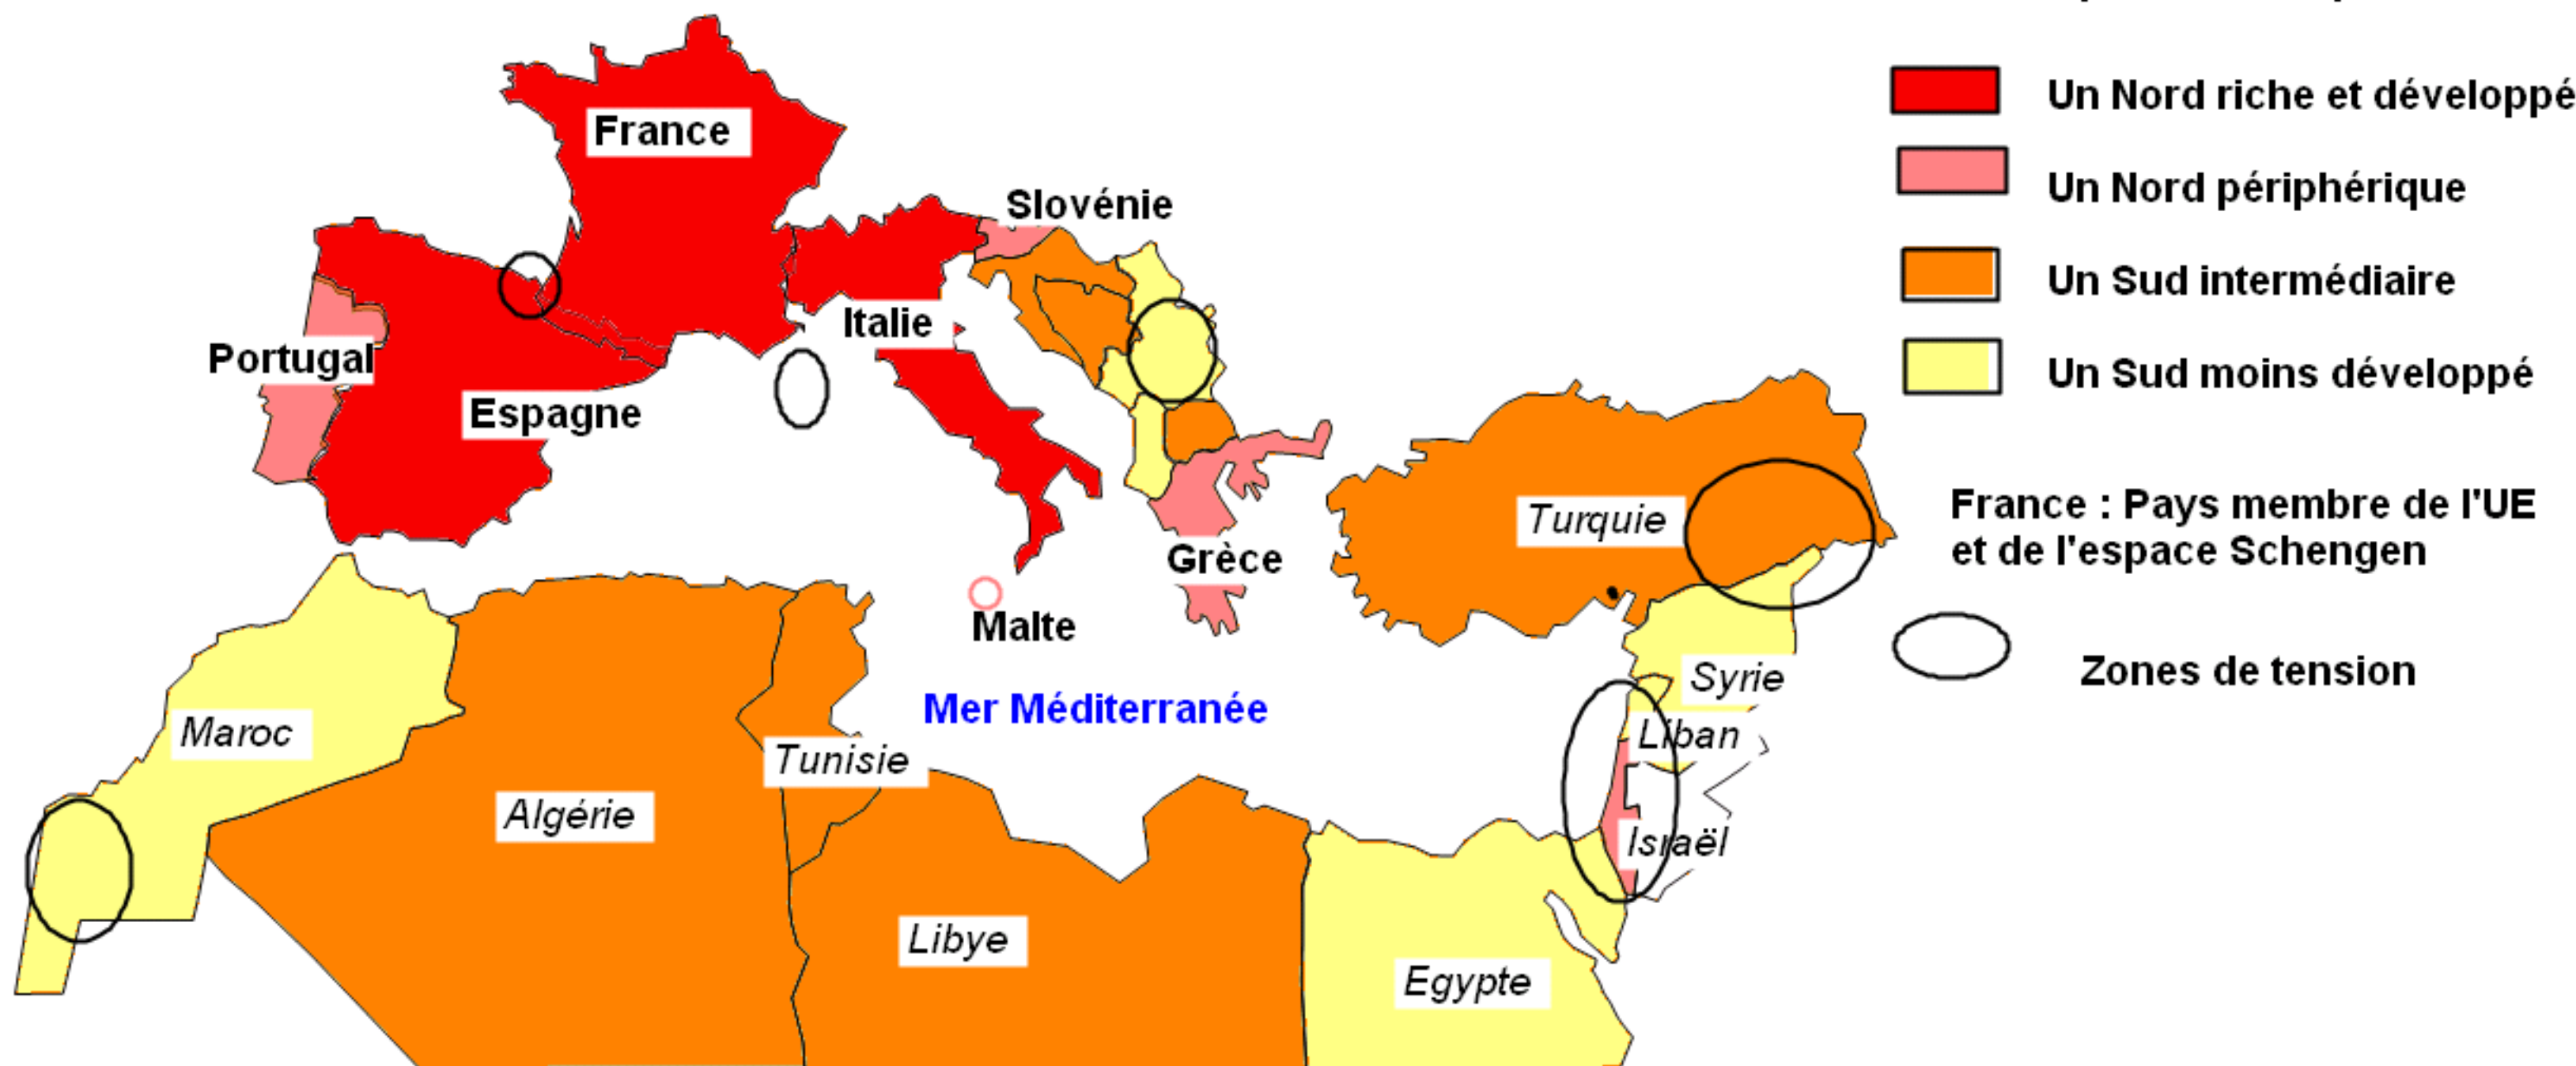 Un Nord riche et développé
Un Nord périphérique
Un Sud intermédiaire
Un Sud moins développé
France : Pays membre de l'UE
et de l'espace Schengen
Zones de tension
France
Slovénie
Italie
Portugal
Espagne
Turquie
Grèce
Malte
Syrie
Mer Méditerranée
Liban
Maroc
Tunisie
Algérie
Israël
Libye
Egypte